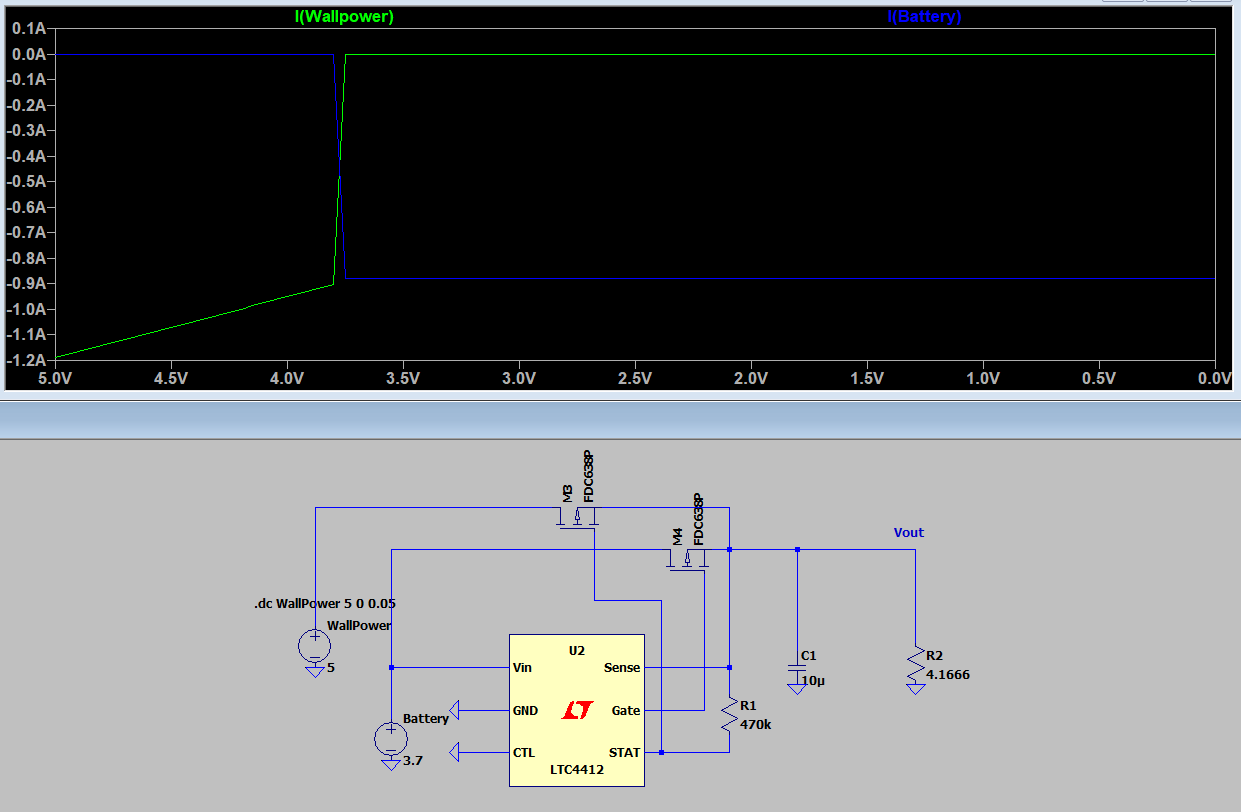 I(Wallpower) I(Battery)
0.1A
0.0A
-0.1A
-0.2A
-0.3A
-0.4A
-0.5A
-0.6A
-0.7A
-0.8A
-0.9A
-1.0A
-1.1A
-1.2A
5.0V 4.5V 4.0V 3.5V 3.0V 2.5V 2.0V 1.5V 1.0V 0.5V 0.0V
M3
FDC638P
M4
FDC638P
Vout
.dc WallPower 5 0 0.05
WallPower
5
Battery
3.7
U2
Vin Sense
GND Gate
CTL STAT
LTC4412
R1
470k
C1
10µ
R2
4.1666